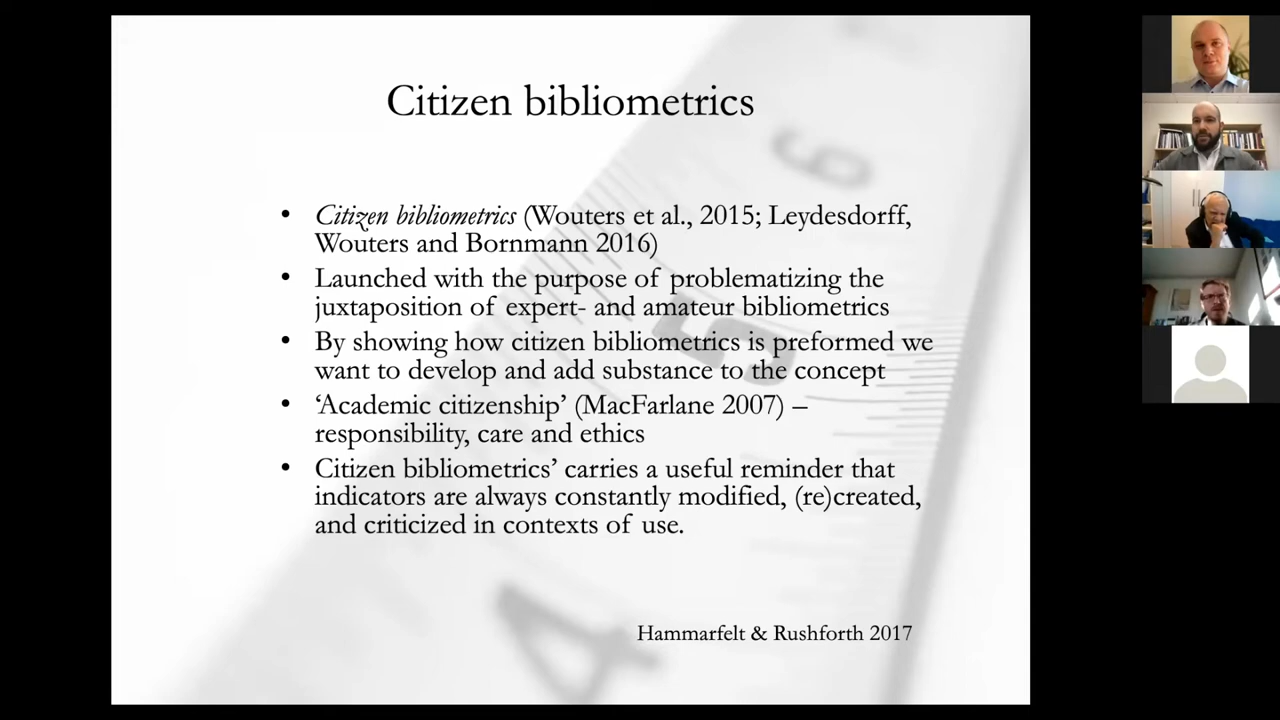 Citizen bibliometrics
• Citizen bibliometrics (Wouters et al., 2015; Leydesdorff,
Wouters and Bornmann 2016)
• Launched with the purpose of problematizing the
juxtaposition of expert- and amateur bibliometrics
• By showing how citizen bibliometrics is preformed we
want to develop and add substance to the concept
• ‘Academic citizenship’ (MacFarlane 2007) –
responsibility, care and ethics
• Citizen bibliometrics’ carries a useful reminder that
indicators are always constantly modified, (re)created,
and criticized in contexts of use.
Hammarfelt & Rushforth 2017
6
5
4